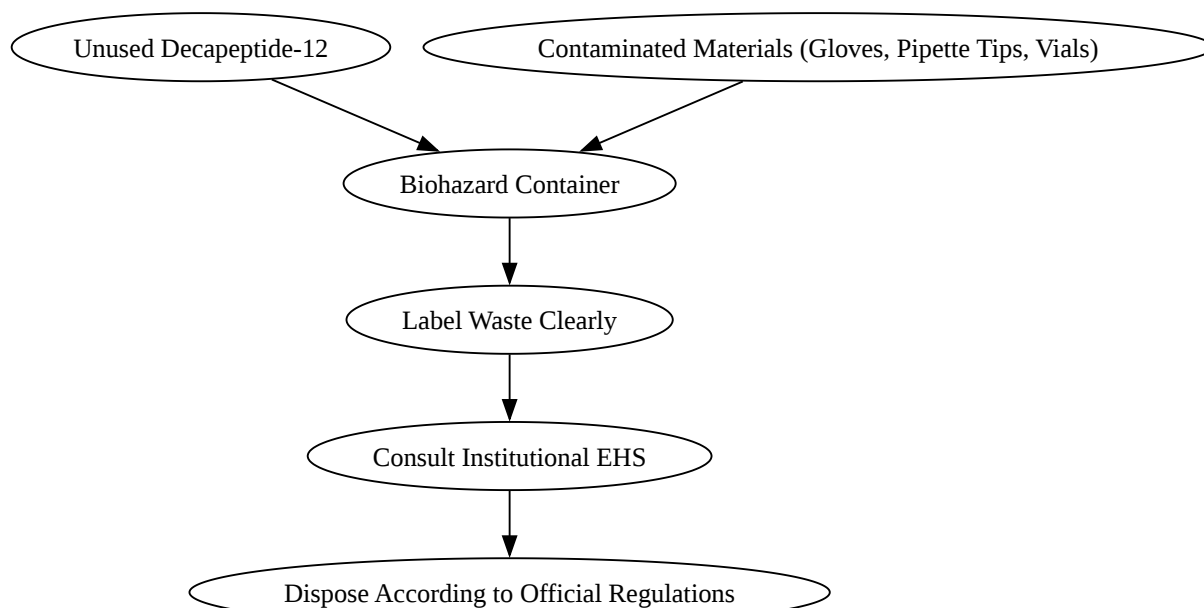 Unused Decapeptide-12
Contaminated Materials (Gloves, Pipette Tips, Vials)
Biohazard Container
Label Waste Clearly
Consult Institutional EHS
Dispose According to Official Regulations